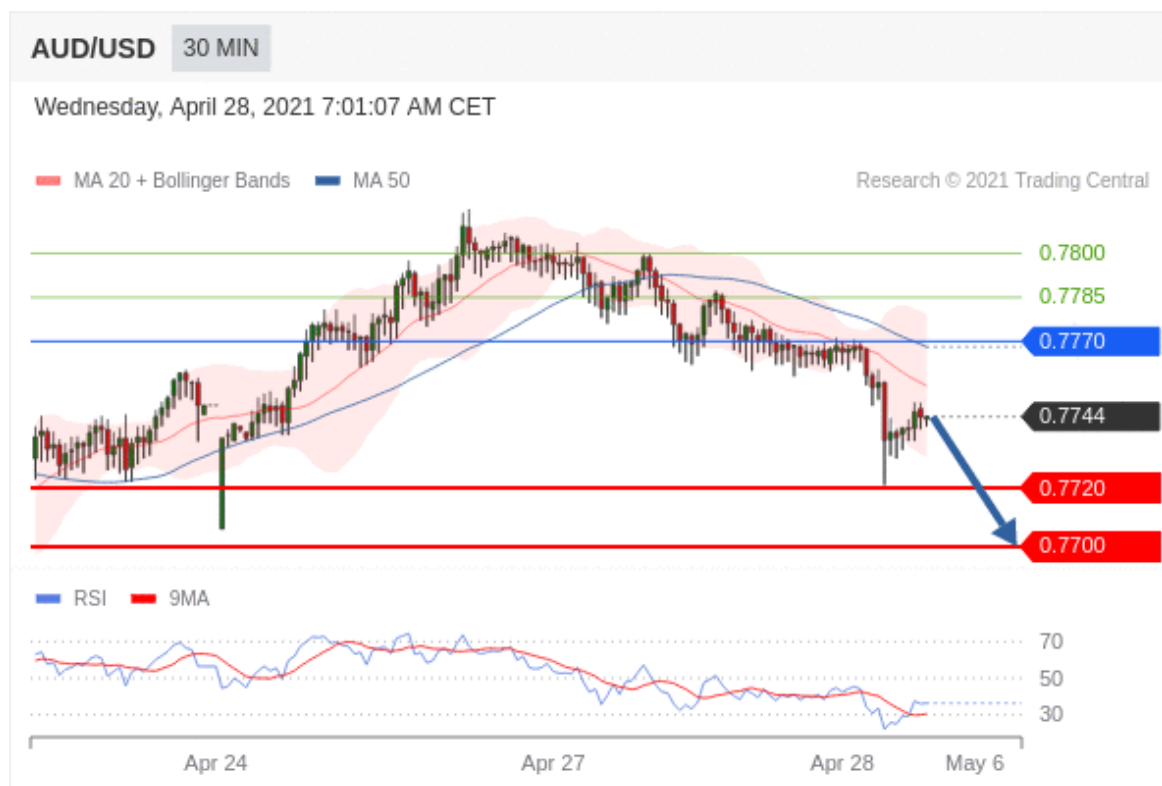 AUD/USD 30 MIN
Wednesday, April 28, 2021 7:01:07 AM CET
MA 20 + Bollinger Bands MA 50 Research © 2021 Trading Central
0.7800
0.7785
0.7770
0.7744
0.7720
0.7700
RSI 9MA
70
50
30
Apr 24 Apr 27 Apr 28 May 6